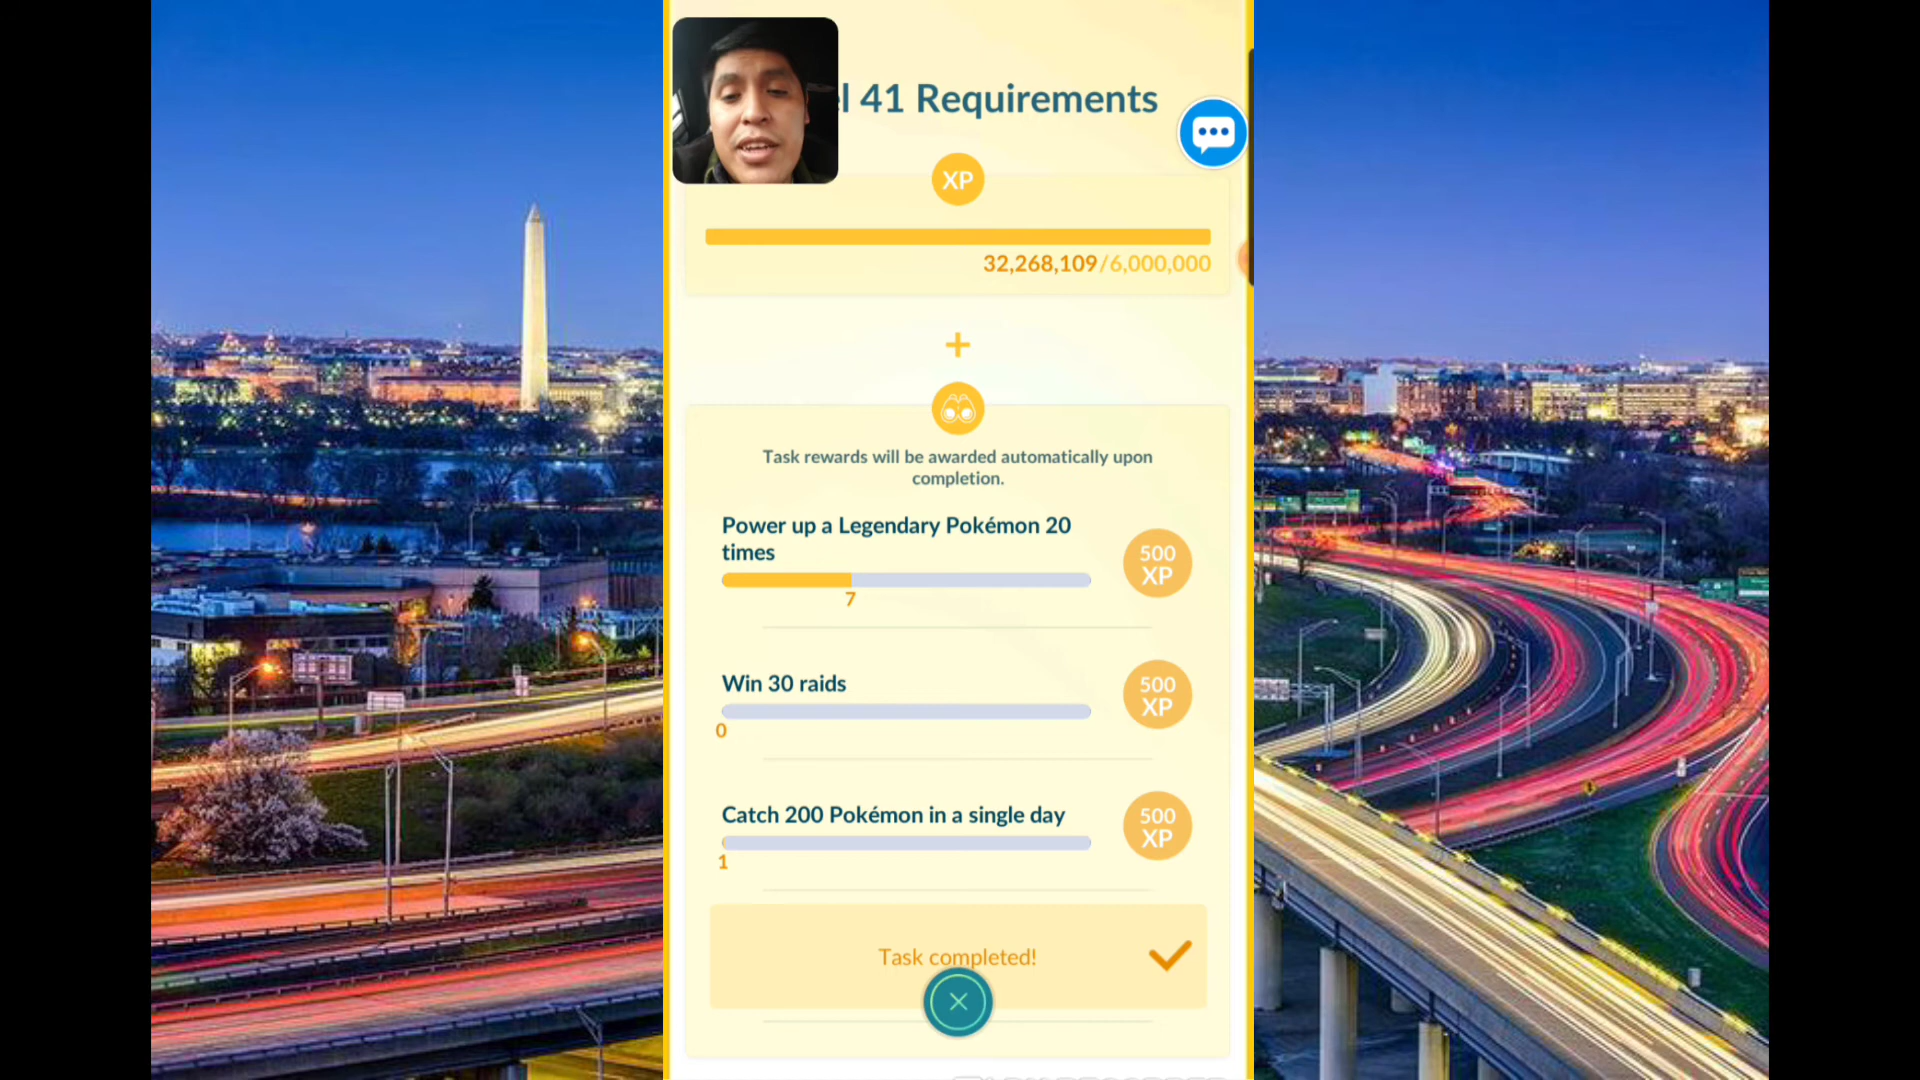 l 41 Requirements
XP
32,268,109/6,000,000
+
Task rewards will be awarded automatically upon
completion.
Power up a Legendary Pokémon 20
times
7
500
XP
Win 30 raids
0
500
XP
Catch 200 Pokémon in a single day
1
500
XP
Task completed!